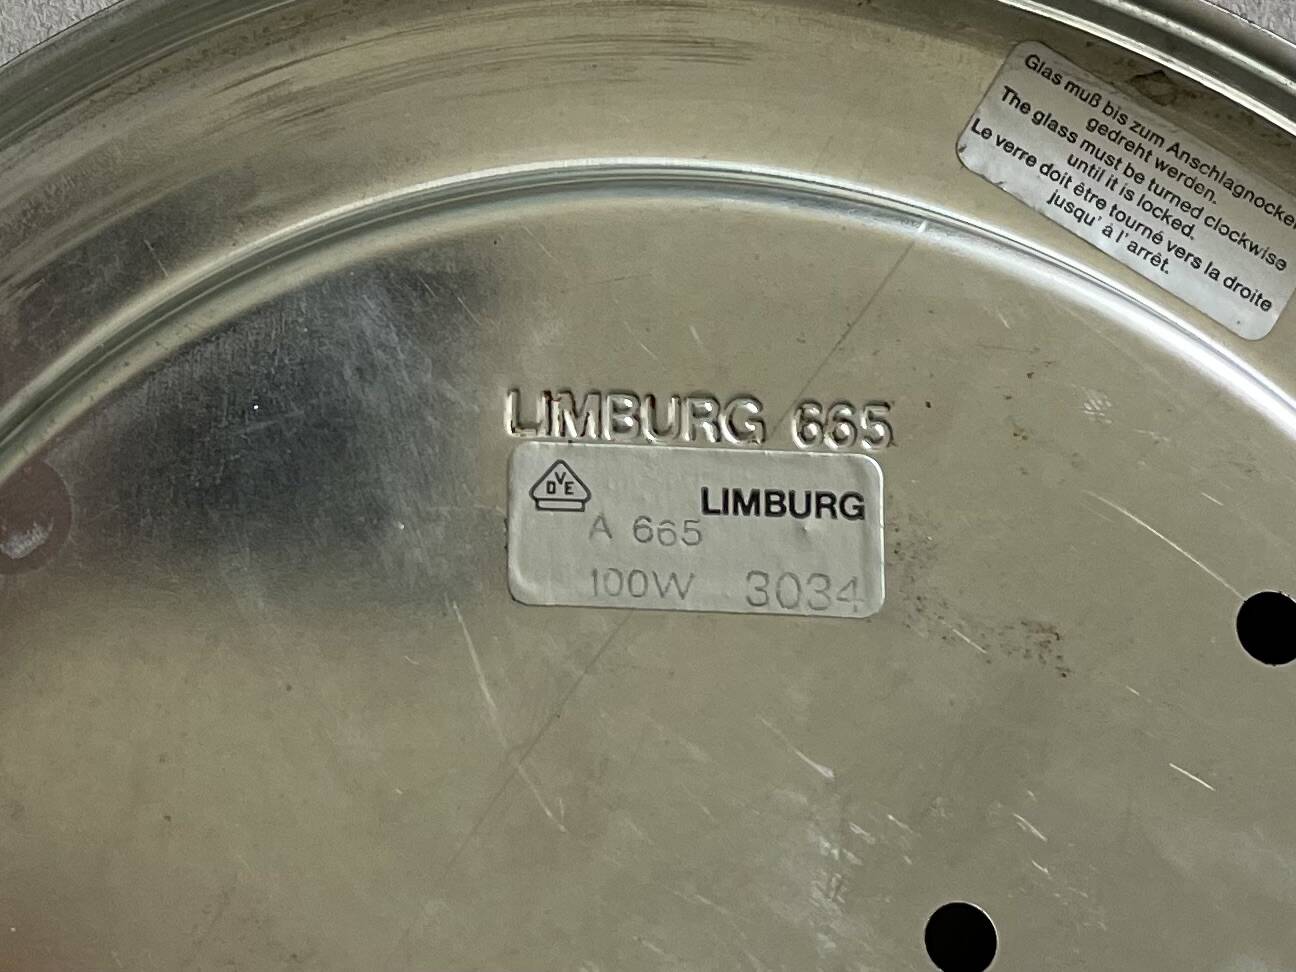 Glas muß bis zum Anschlagnocken
gedreht werden.
The glass must be turned clockwise
until it is locked.
Le verre doit être tourné vers la droite
jusqu' à l'arrêt.
LIMBURG 665
DVE LIMBURG
A 665
100W 3034